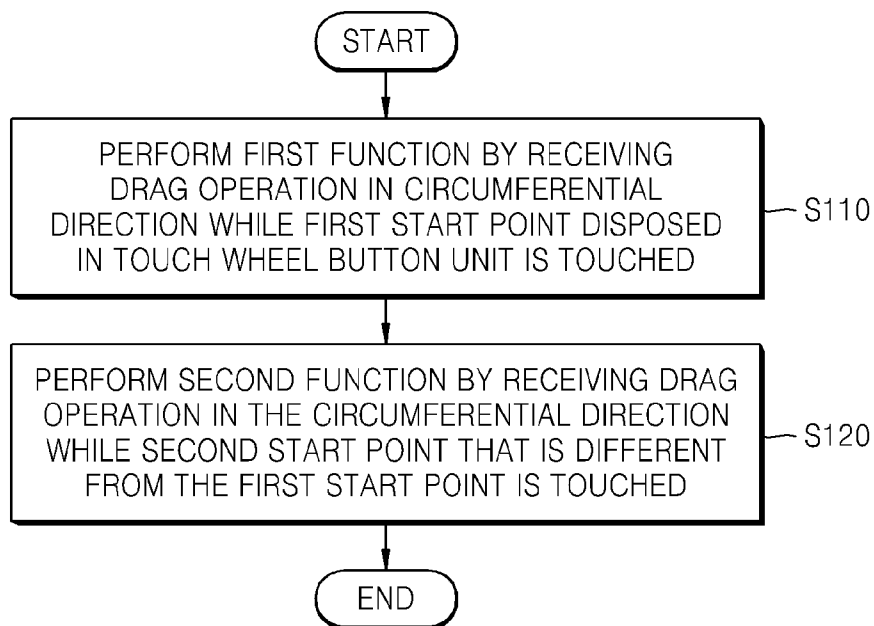 START
PERFORM FIRST FUNCTION BY RECEIVING
DRAG OPERATION IN CIRCUMFERENTIAL
DIRECTION WHILE FIRST START POINT DISPOSED
IN TOUCH WHEEL BUTTON UNIT IS TOUCHED
S110
PERFORM SECOND FUNCTION BY RECEIVING DRAG
OPERATION IN THE CIRCUMFERENTIAL DIRECTION
WHILE SECOND START POINT THAT IS DIFFERENT
FROM THE FIRST START POINT IS TOUCHED
S120
END